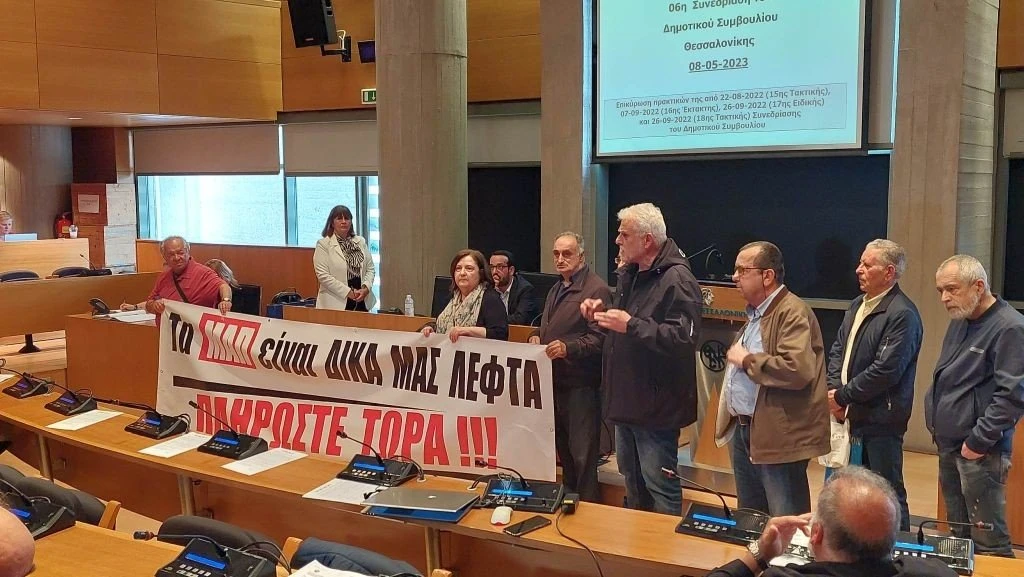 06η Συνεδρίαση
Δημοτικού Συμβουλίου
Θεσσαλονίκης
08-05-2023
Επικύρωση πρακτικών της από 22-08-2022 (15ης Τακτικής),
07-09-2022 (16ης Έκτακτης), 26-09-2022 (17ης Ειδικής)
και 26-09-2022 (18ης Τακτικής) Συνεδρίασης
του Δημοτικού Συμβουλίου
Τα ΜΑΠ είναι ΔΙΚΑ ΜΑΣ ΛΕΦΤΑ
ΠΛΗΡΩΣΤΕ ΤΩΡΑ !!!